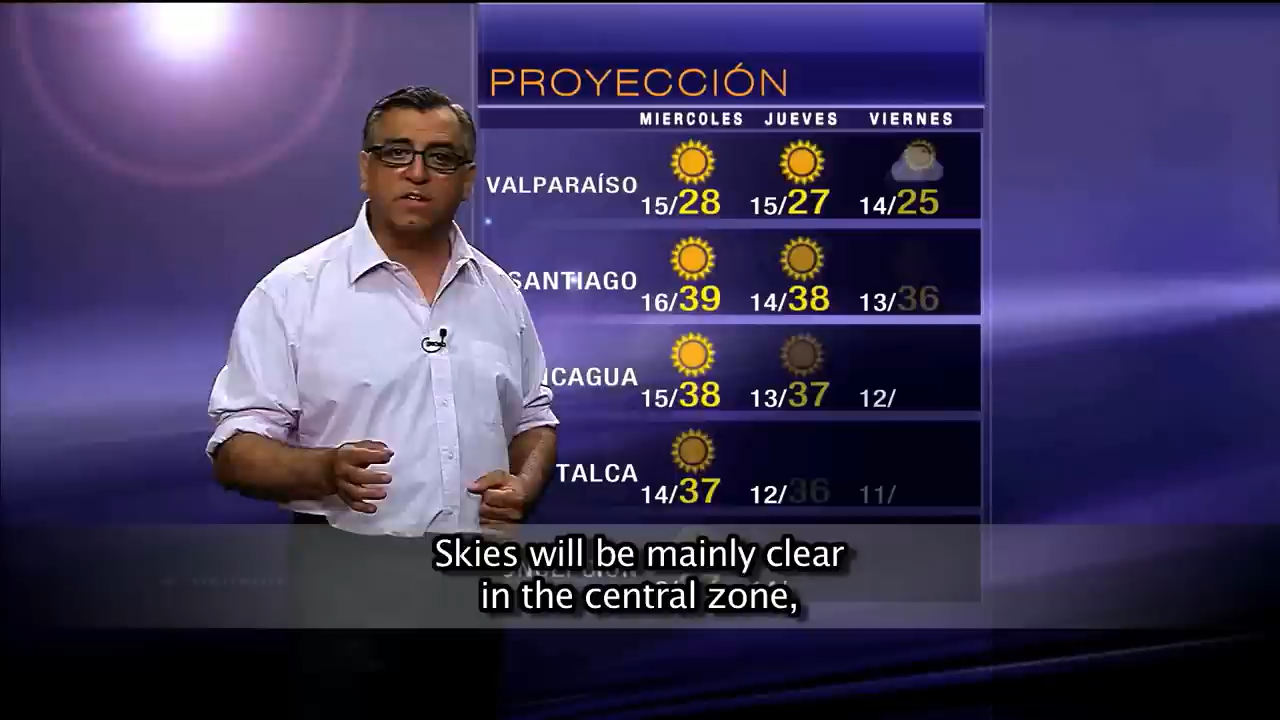 PROYECCIÓN
MIERCOLES JUEVES VIERNES
VALPARAÍSO 15/28 15/27 14/25
SANTIAGO 16/39 14/38 13/36
15/38 13/37 12/
TALCA 14/37 12/36 11/
Skies will be mainly clear
in the central zone,